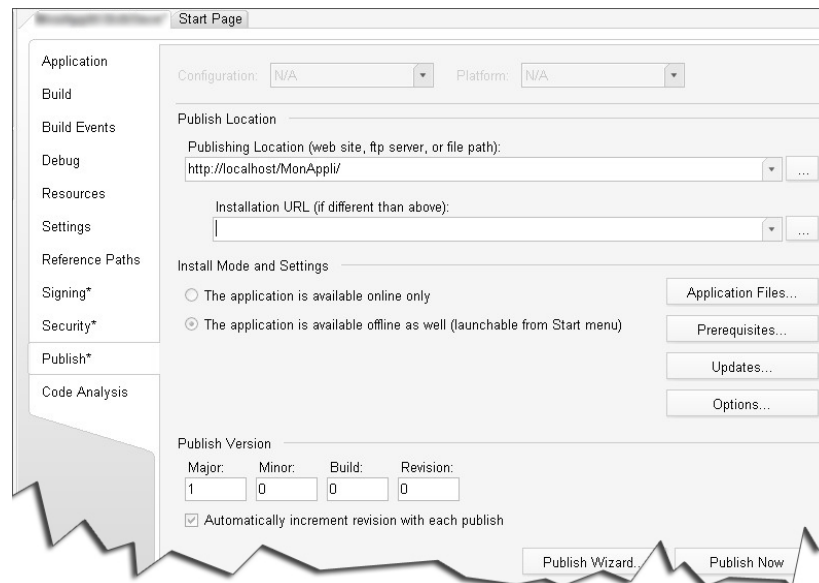 Start Page
Application
Build
Build Events
Debug
Resources
Settings
Reference Paths
Signing*
Security*
Publish*
Code Analysis
Configuration: N/A Platform: N/A
Publish Location
Publishing Location (web site, ftp server, or file path):
http://localhost/MonAppli/
...
Installation URL (if different than above):
...
Install Mode and Settings
The application is available online only
The application is available offline as well (launchable from Start menu)
Application Files...
Prerequisites...
Updates...
Options...
Publish Version
Major: Minor: Build: Revision:
1 0 0 0
Automatically increment revision with each publish
Publish Wizard.. Publish Now